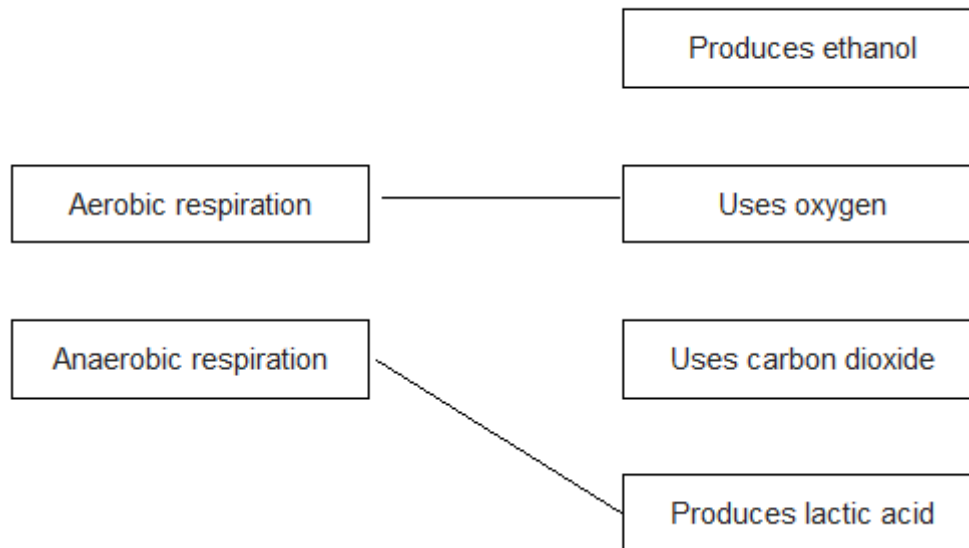 Produces ethanol
Aerobic respiration
Uses oxygen
Anaerobic respiration
Uses carbon dioxide
Produces lactic acid